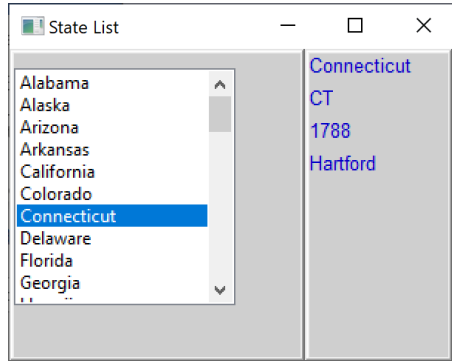 State List
Alabama
Alaska
Arizona
Arkansas
California
Colorado
Connecticut
Delaware
Florida
Georgia
Connecticut
CT
1788
Hartford